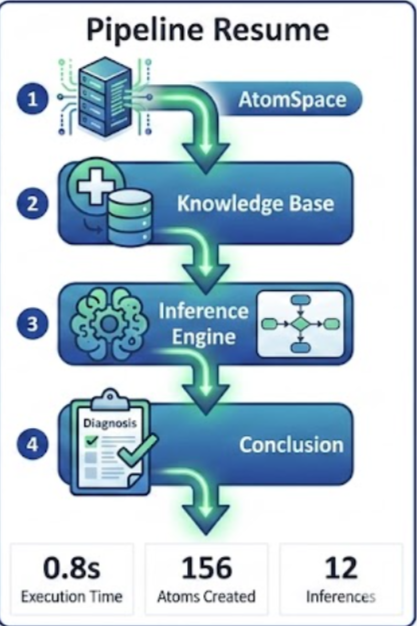 Pipeline Resume
1
AtomSpace
2
Knowledge Base
3
Inference
Engine
4
Diagnosis
Conclusion
0.8s
156
12
Execution Time
Atoms Created
Inferences